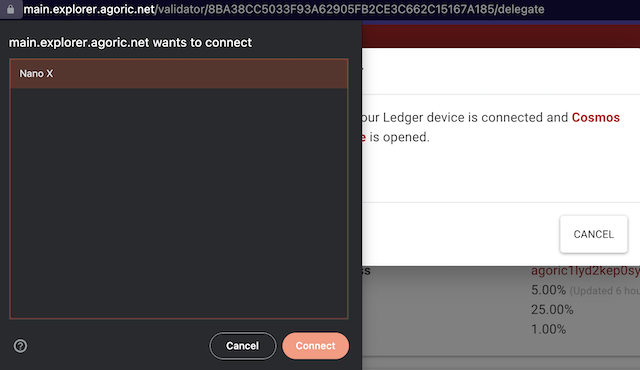 main.explorer.agoric.net/validator/8BA38CC5033F93A62905FB2CE3C662C15167A185/delegate
main.explorer.agoric.net wants to connect
Nano X
our Ledger device is connected and Cosmos
e is opened.
CANCEL
ss
agoric1lyd2kep0sy
5.00% (Updated 6 hou
25.00%
1.00%
Cancel
Connect